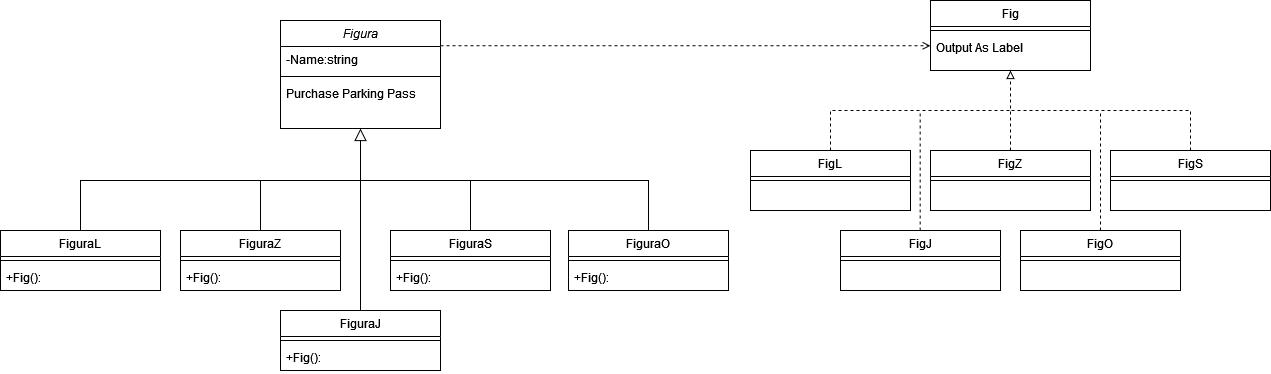 Figura
-Name:string
Purchase Parking Pass
Fig
Output As Label
FigL
FigZ
FigS
FigJ
FigO
FiguraL
+Fig():
FiguraZ
+Fig():
FiguraS
+Fig():
FiguraO
+Fig():
FiguraJ
+Fig():